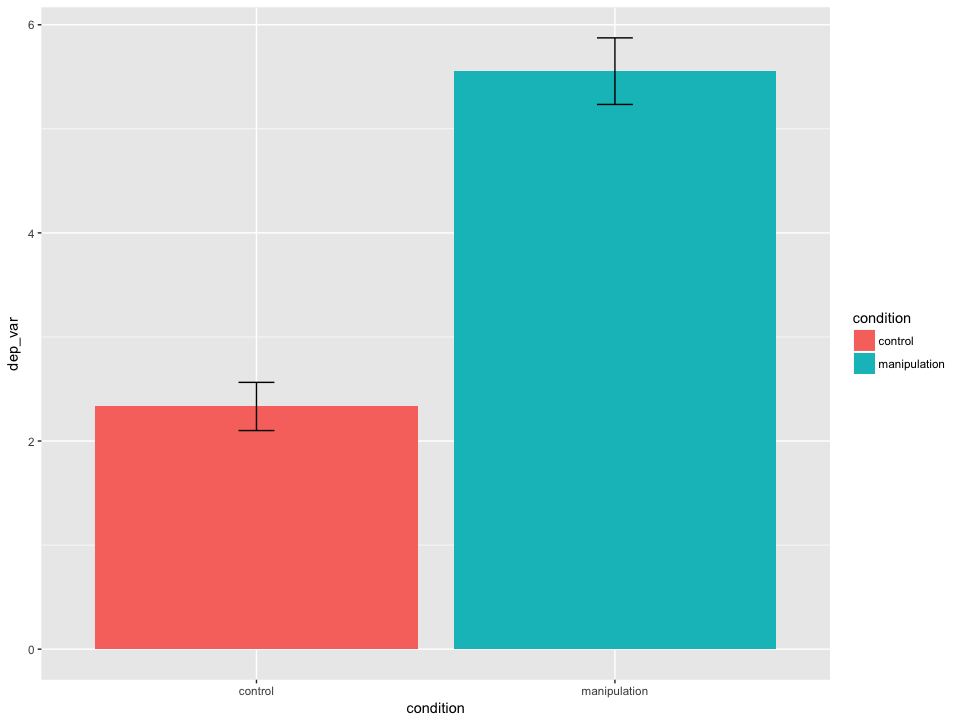 6
4
2
0
dep_var
control
manipulation
condition
condition
control
manipulation